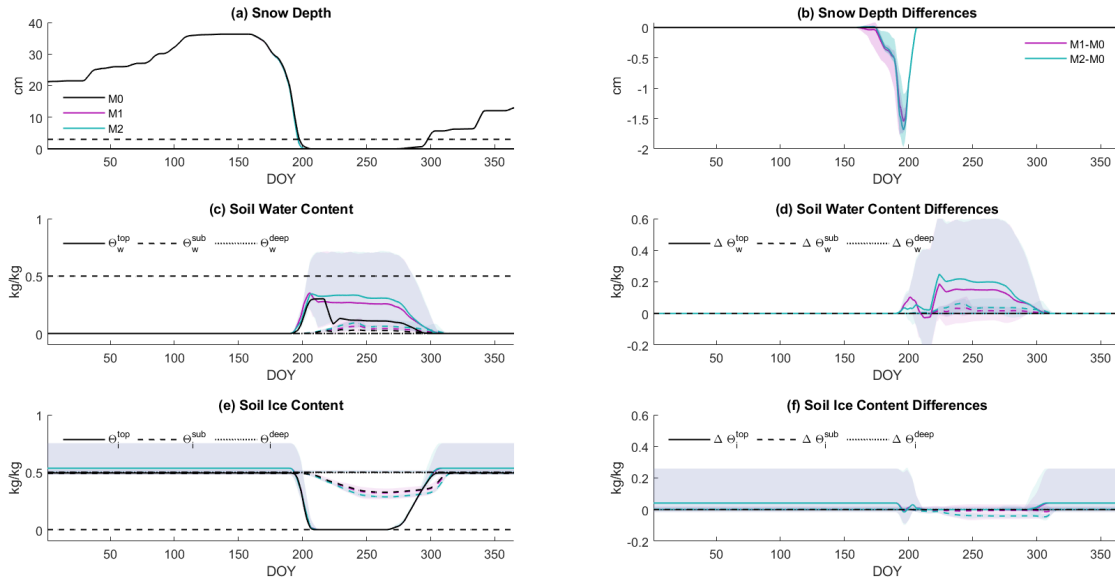 (a) Snow Depth
40
30
20
10
0
cm
M0
M1
M2
50 100 150 200 250 300 350
DOY
(b) Snow Depth Differences
0
-0.5
-1
-1.5
-2
cm
M1-M0
M2-M0
50 100 150 200 250 300 350
DOY
(c) Soil Water Content
1
0.5
0
kg/kg
Θ_w^top Θ_w^sub Θ_w^deep
50 100 150 200 250 300 350
DOY
(d) Soil Water Content Differences
0.6
0.4
0.2
0
-0.2
kg/kg
Δ Θ_w^top Δ Θ_w^sub Δ Θ_w^deep
50 100 150 200 250 300 350
DOY
(e) Soil Ice Content
1
0.5
0
kg/kg
Θ_i^top Θ_i^sub Θ_i^deep
50 100 150 200 250 300 350
DOY
(f) Soil Ice Content Differences
0.6
0.4
0.2
0
-0.2
kg/kg
Δ Θ_i^top Δ Θ_i^sub Δ Θ_i^deep
50 100 150 200 250 300 350
DOY